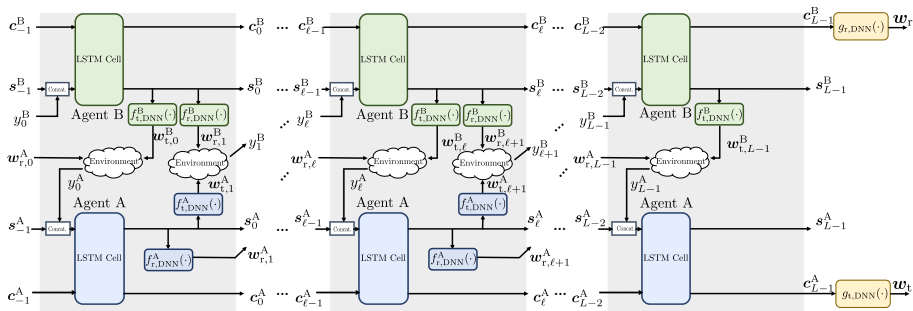 c^B_{-1} c^B_0 ··· c^B_{ℓ-1} c^B_ℓ ··· c^B_{L-2} c^B_{L-1} g_{r,DNN}(·) w_r
LSTM Cell LSTM Cell LSTM Cell
s^B_{-1} Concat. s^B_0 ··· s^B_{ℓ-1} Concat. s^B_ℓ ··· s^B_{L-2} Concat. s^B_{L-1}
y^B_0 Agent B f^B_{t,DNN}(·) f^B_{r,DNN}(·) y^B_ℓ Agent B f^B_{t,DNN}(·) f^B_{r,DNN}(·) y^B_{L-1} Agent B f^B_{t,DNN}(·)
w^B_{t,0} w^B_{r,1} y^B_1 ··· w^B_{t,ℓ} w^B_{r,ℓ+1} y^B_{ℓ+1} ··· w^B_{t,L-1}
w^A_{r,0} Environment Environment w^A_{r,ℓ} Environment Environment w^A_{r,L-1} Environment
y^A_0 w^A_{t,1} ··· y^A_ℓ w^A_{t,ℓ+1} ··· y^A_{L-1}
Agent A f^A_{t,DNN}(·) Agent A f^A_{t,DNN}(·) Agent A
s^A_{-1} Concat. s^A_0 ··· s^A_{ℓ-1} Concat. s^A_ℓ ··· s^A_{L-2} Concat. s^A_{L-1}
LSTM Cell f^A_{r,DNN}(·) w^A_{r,1} LSTM Cell f^A_{r,DNN}(·) w^A_{r,ℓ+1} LSTM Cell
c^A_{-1} c^A_0 ··· c^A_{ℓ-1} c^A_ℓ ··· c^A_{L-2} c^A_{L-1} g_{t,DNN}(·) w_t